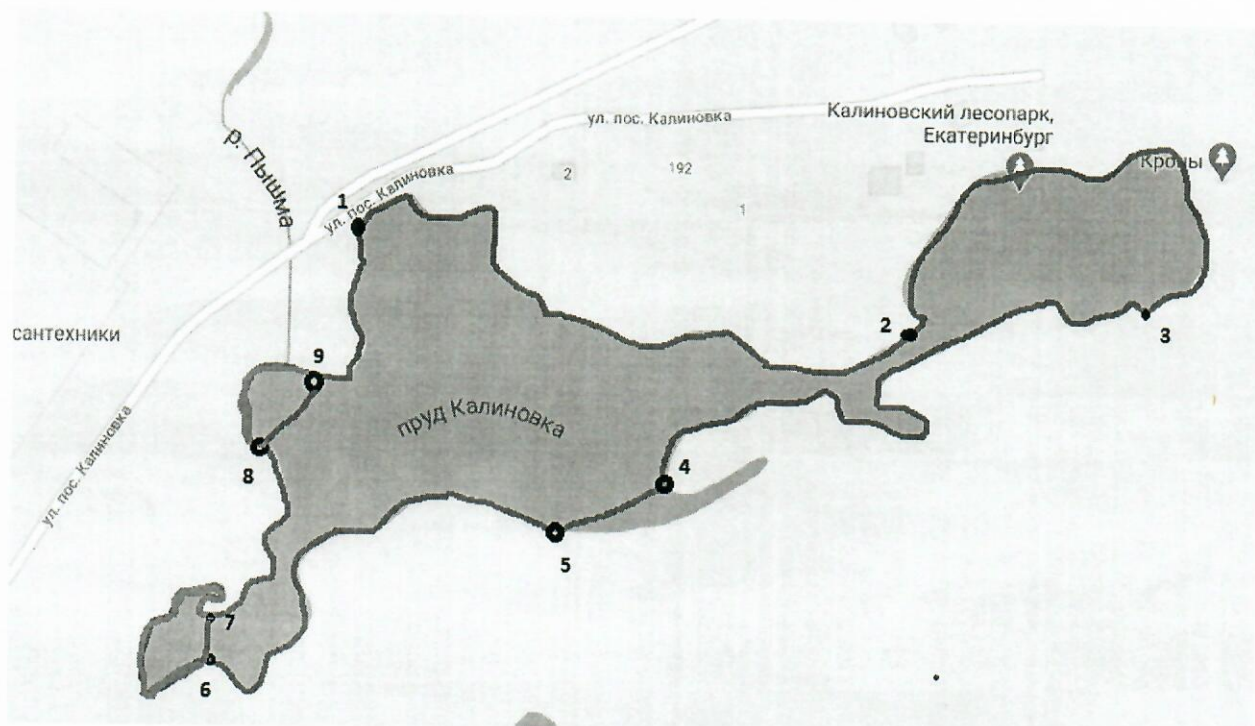 ул. пос. Калиновка
Калиновский лесопарк,
Екатеринбург
Кроны
р. Пышма
2
192
1
ул. пос. Калиновка
1
2
3
сантехники
9
пруд Калиновка
ул. пос. Калиновка
8
4
5
7
6